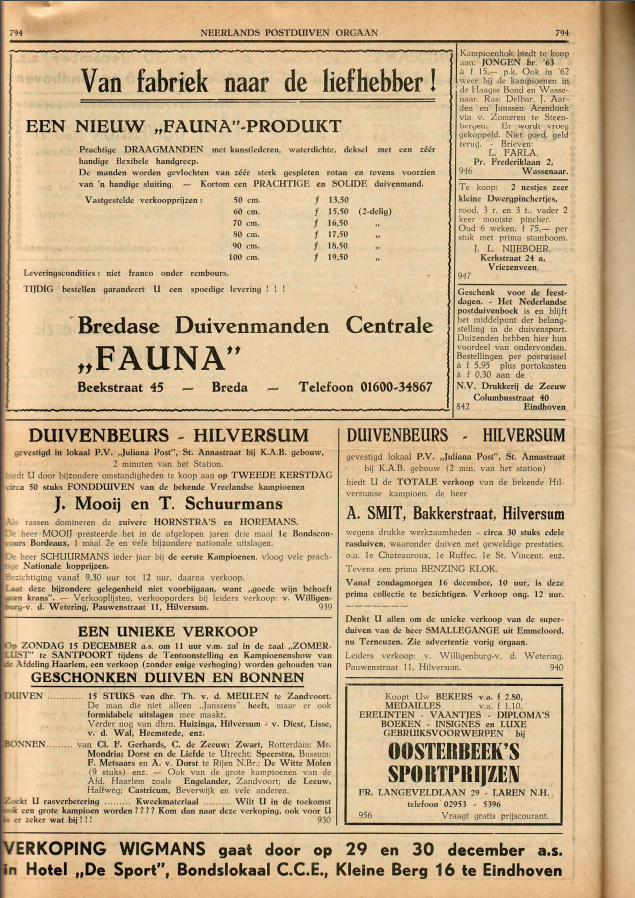 794 NEERLANDS POSTDUIVEN ORGAAN 794
Van fabriek naar de liefhebber!
EEN NIEUW „FAUNA”-PRODUKT
Prachtige DRAAGMANDEN met kunstlederen, waterdichte, deksel met een zéér
handige flexibele handgreep.
De manden worden gevlochten van zéér sterk gespleten rotan en tevens voorzien
van 'n handige sluiting. — Kortom een PRACHTIGE en SOLIDE duivenmand.
Vastgestelde verkoopprijzen: 50 cm. f 13,50
60 cm. f 15,50 (2-delig)
70 cm. f 16,50 „
80 cm. f 17,50 „
90 cm. f 18,50 „
100 cm. f 19,50 „
Leveringscondities: niet franco onder rembours.
TIJDIG bestellen garandeert U een spoedige levering ! ! !
Bredase Duivenmanden Centrale
„FAUNA”
Beekstraat 45 — Breda — Telefoon 01600-34867
Kampioenhok biedt te koop
aan: JONGEN br. '63
à f 15,— p.k. Ook in '62
weer bij de kampioenen in
de Haagse Bond en Wasse-
naar. Ras: Delbar, J. Aar-
den en Janssen Arendonk
via v. Zomeren te Steen-
bergen. Er wordt vroeg
gekoppeld. Niet goed, geld
terug. - Brieven:
L. FARLA.
Pr. Frederiklaan 2,
946 Wassenaar.
Te koop: 2 nestjes zeer
kleine Dwergpinchertjes,
rood, 3 r. en 3 t., vader 2
keer mooiste pincher.
Oud 6 weken. f 75,— per
stuk met prima stamboom.
J. L. NIJEBOER.
Kerkstraat 24 a,
Vriezenveen.
947
Geschenk voor de feest-
dagen. - Het Nederlandse
postduivenboek is en blijft
het middelpunt der belang-
stelling in de duivensport.
Duizenden hebben hier hun
voordeel van ondervonden.
Bestellingen per postwissel
à f 5,95 plus portokosten
à f 0,30 aan de
N.V. Drukkerij de Zeeuw
Columbusstraat 40
842 Eindhoven
DUIVENBEURS - HILVERSUM
gevestigd in lokaal P.V. „Juliana Post”, St. Annastraat bij K.A.B. gebouw,
2 minuten van het Station.
biedt U door bijzondere omstandigheden te koop aan op TWEEDE KERSTDAG
circa 50 stuks FONDDUIVEN van de bekende Vreelandse kampioenen
J. Mooij en T. Schuurmans
Als rassen domineren de zuivere HORNSTRA'S en HOREMANS.
De heer MOOIJ presteerde het in de afgelopen jaren drie maal 1e Bondscon-
cours Bordeaux, 1 maal 2e en vele bijzondere nationale uitslagen.
De heer SCHUURMANS ieder jaar bij de eerste Kampioenen, vloog vele prach-
tige Nationale kopprijzen.
Bezichtiging van 9.30 uur tot 12 uur, daarna verkoop.
Laat deze bijzondere gelegenheid niet voorbijgaan, want „goede wijn behoeft
geen krans”. — Verkooplijsten, verkooporders bij leiders verkoop: v. Willigen-
burg-v. d. Wetering, Pauwenstraat 11, Hilversum. 939
EEN UNIEKE VERKOOP
Op ZONDAG 15 DECEMBER a.s. om 11 uur v.m. zal in de zaal „ZOMER-
LUST” te SANTPOORT tijdens de Tentoonstelling en Kampioenenshow van
de Afdeling Haarlem, een verkoop (zonder enige verhoging) worden gehouden van
GESCHONKEN DUIVEN EN BONNEN
DUIVEN ............ 15 STUKS van dhr. Th. v. d. MEULEN te Zandvoort.
De man die niet alleen „Janssens” heeft, maar er ook
formidabele uitslagen mee maakt.
Verder nog van dhrn. Huizinga, Hilversum - v. Diest, Lisse,
v. d. Wal, Heemstede, enz.
BONNEN......... van Cl. F. Gerhards, C. de Zeeuw; Zwart, Rotterdam; Mr.
Mondria; Dorst en de Liefde te Utrecht; Speerstra, Bussum;
F. Metsaars en A. v. Dorst te Rijen N.Br.; De Witte Molen
(9 stuks) enz. — Ook van de grote kampioenen van de
Afd. Haarlem zoals Engelander, Zandvoort; de Leeuw,
Halfweg; Castricum, Beverwijk en vele anderen.
Zoekt U rasverbetering ........ Kweekmateriaal ........ Wilt U in de toekomst
ook een grote kampioen worden???? Kom dan naar deze verkoping, ook voor U
is er zeker wat bij!!! 930
DUIVENBEURS - HILVERSUM
gevestigd lokaal P.V. „Juliana Post”, St. Annastraat
bij K.A.B. gebouw (2 min. van het station)
biedt U de TOTALE verkoop van de bekende Hil-
versumse kampioen. de heer
A. SMIT, Bakkerstraat, Hilversum
wegens drukke werkzaamheden - circa 30 stuks edele
rasduiven, waaronder duiven met geweldige prestaties,
o.a. 1e Chateauroux, 1e Ruffec, 1e St. Vincent. enz.
Tevens een prima BENZING KLOK.
Vanaf zondagmorgen 16 december, 10 uur, is deze
prima collectie te bezichtigen. Verkoop ong. 12 uur.
———————
Denkt U allen om de unieke verkoop van de super-
duiven van de heer SMALLEGANGE uit Emmeloord,
nu Terneuzen. Zie advertentie vorig orgaan.
Leiders verkoop: v. Willigenburg-v. d. Wetering,
Pauwenstraat 11, Hilversum. 940
Koopt Uw BEKERS v.a. f 2.80,
MEDAILLES v.a. f 1.10,
ERELINTEN - VAANTJES - DIPLOMA'S
BOEKEN - INSIGNES en LUXE
GEBRUIKSVOORWERPEN bij
OOSTERBEEK'S
SPORTPRIJZEN
FR. LANGEVELDLAAN 29 - LAREN N.H.
telefoon 02953 - 5396
956 Vraagt gratis prijscourant.
VERKOPING WIGMANS gaat door op 29 en 30 december a.s.
in Hotel „De Sport”, Bondslokaal C.C.E., Kleine Berg 16 te Eindhoven